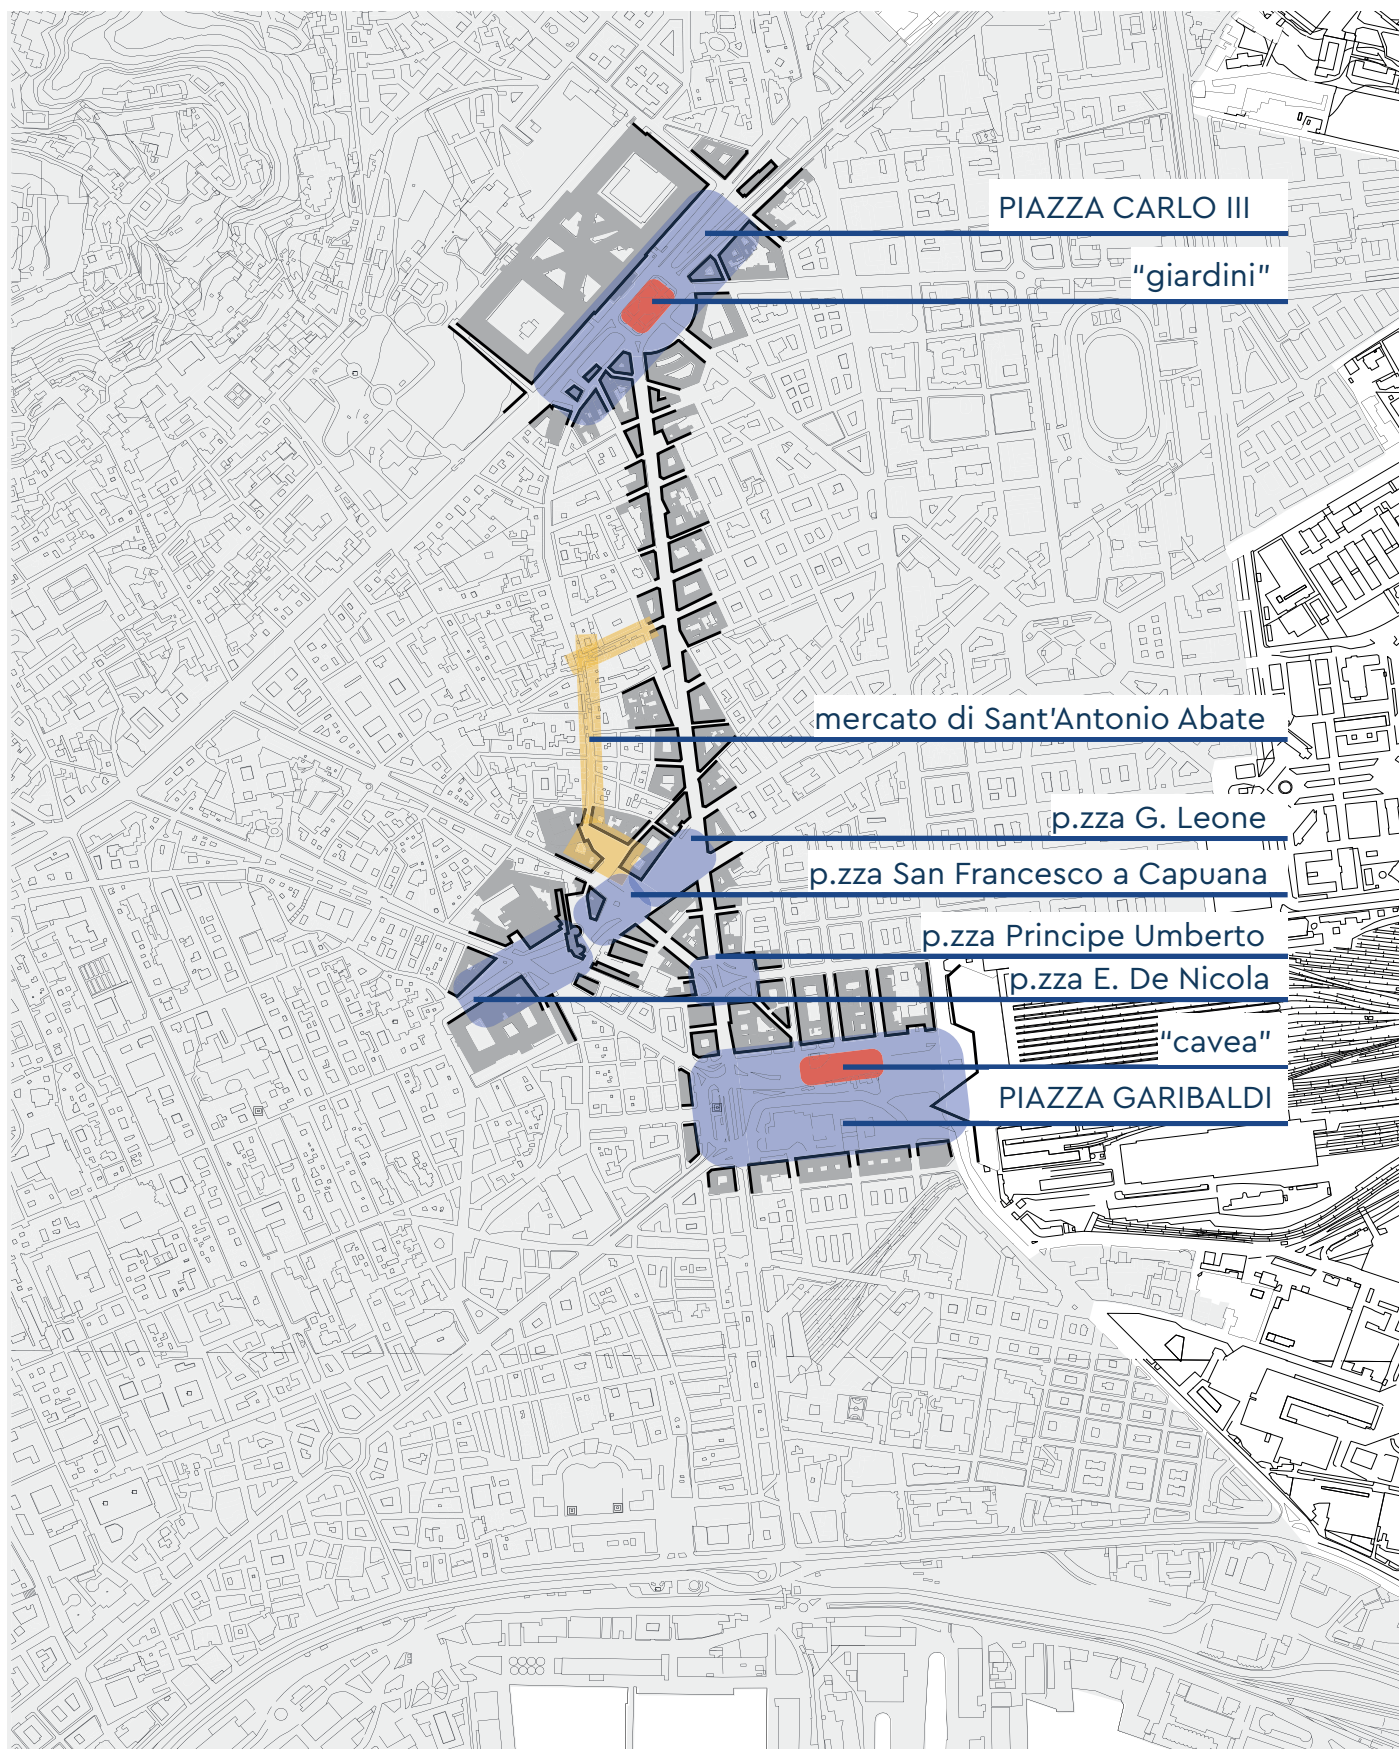 PIAZZA CARLO III
“giardini”
mercato di Sant’Antonio Abate
p.zza G. Leone
p.zza San Francesco a Capuana
p.zza Principe Umberto
p.zza E. De Nicola
“cavea”
PIAZZA GARIBALDI